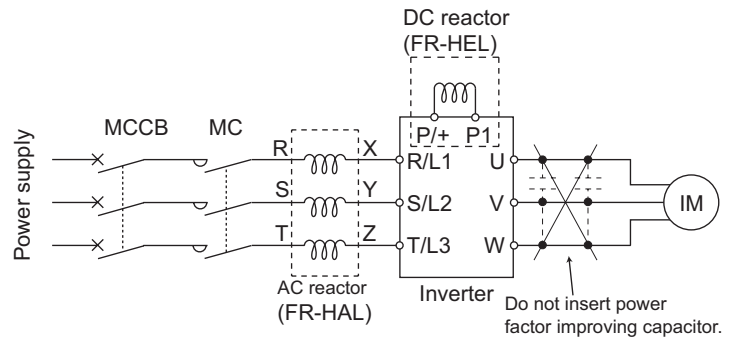 DC reactor
(FR-HEL)
MCCB
MC
P/+ P1
Power supply
R X R/L1 U
S Y S/L2 V IM
T Z T/L3 W
AC reactor
(FR-HAL)
Inverter
Do not insert power
factor improving capacitor.